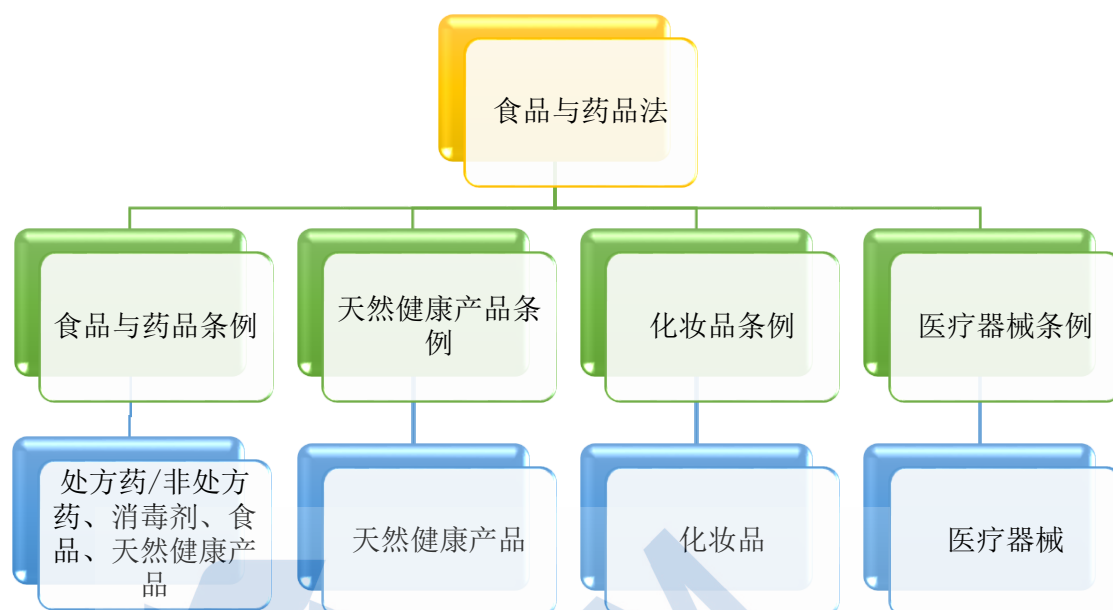 食品与药品法
食品与药品条例
天然健康产品条
例
化妆品条例
医疗器械条例
处方药/非处方
药、消毒剂、食
品、天然健康产
品
天然健康产品
化妆品
医疗器械